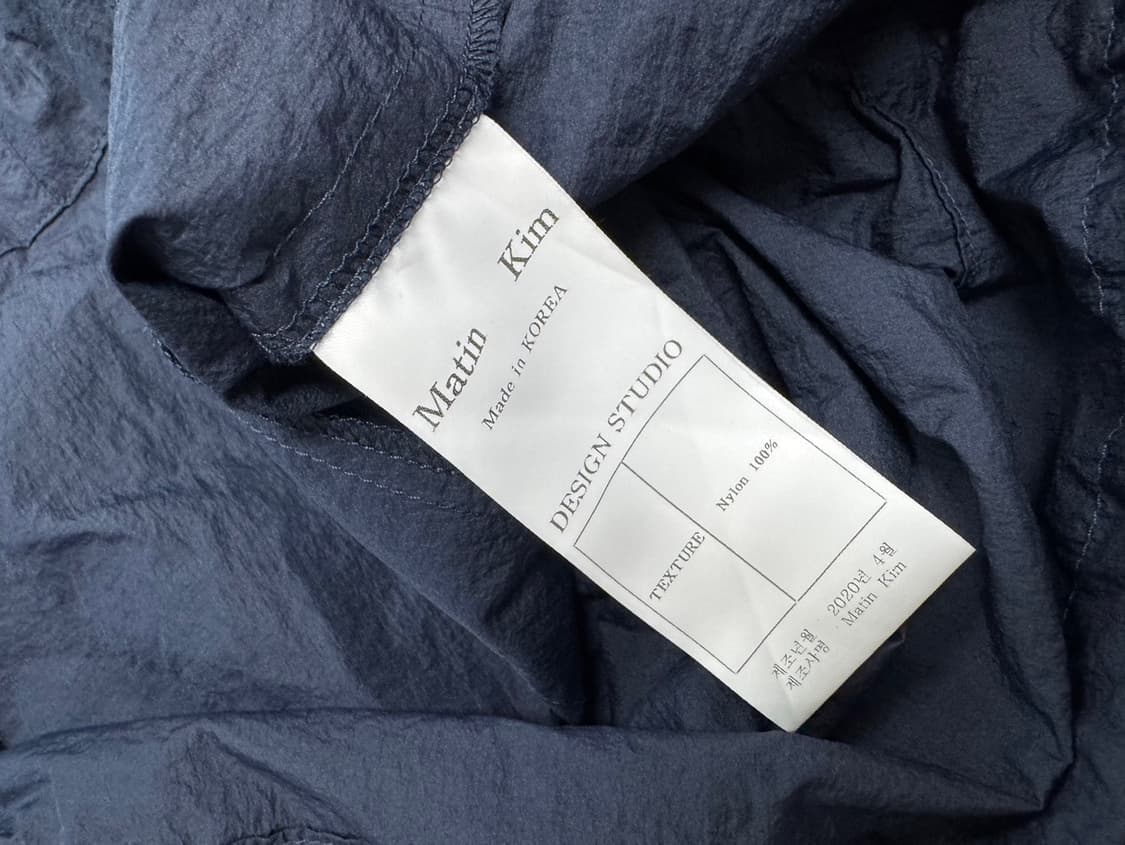 Matin Kim
Made in KOREA
DESIGN STUDIO
TEXTURE Nylon 100%
제조년월 2020년 4월
제조사명 Matin Kim